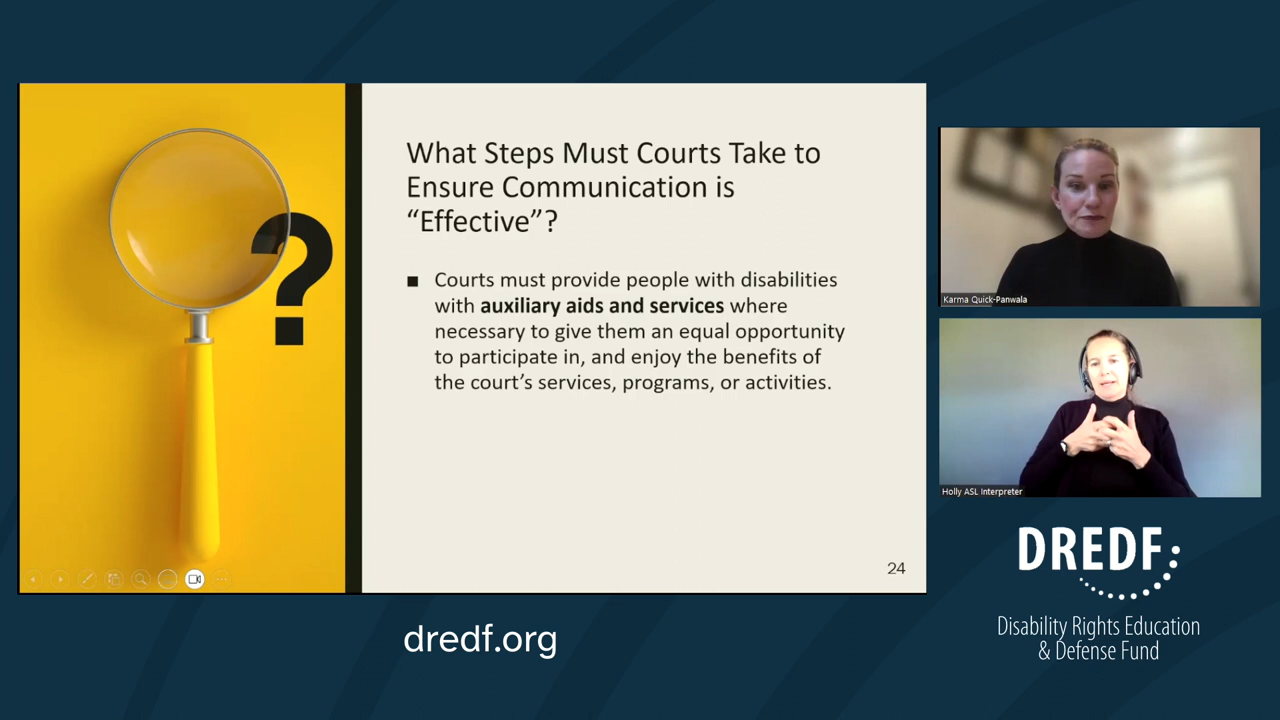 ?
What Steps Must Courts Take to
Ensure Communication is
“Effective”?
■ Courts must provide people with disabilities
with auxiliary aids and services where
necessary to give them an equal opportunity
to participate in, and enjoy the benefits of
the court’s services, programs, or activities.
24
Karma Quick-Panwala
Holly ASL Interpreter
DREDF
Disability Rights Education
& Defense Fund
dredf.org